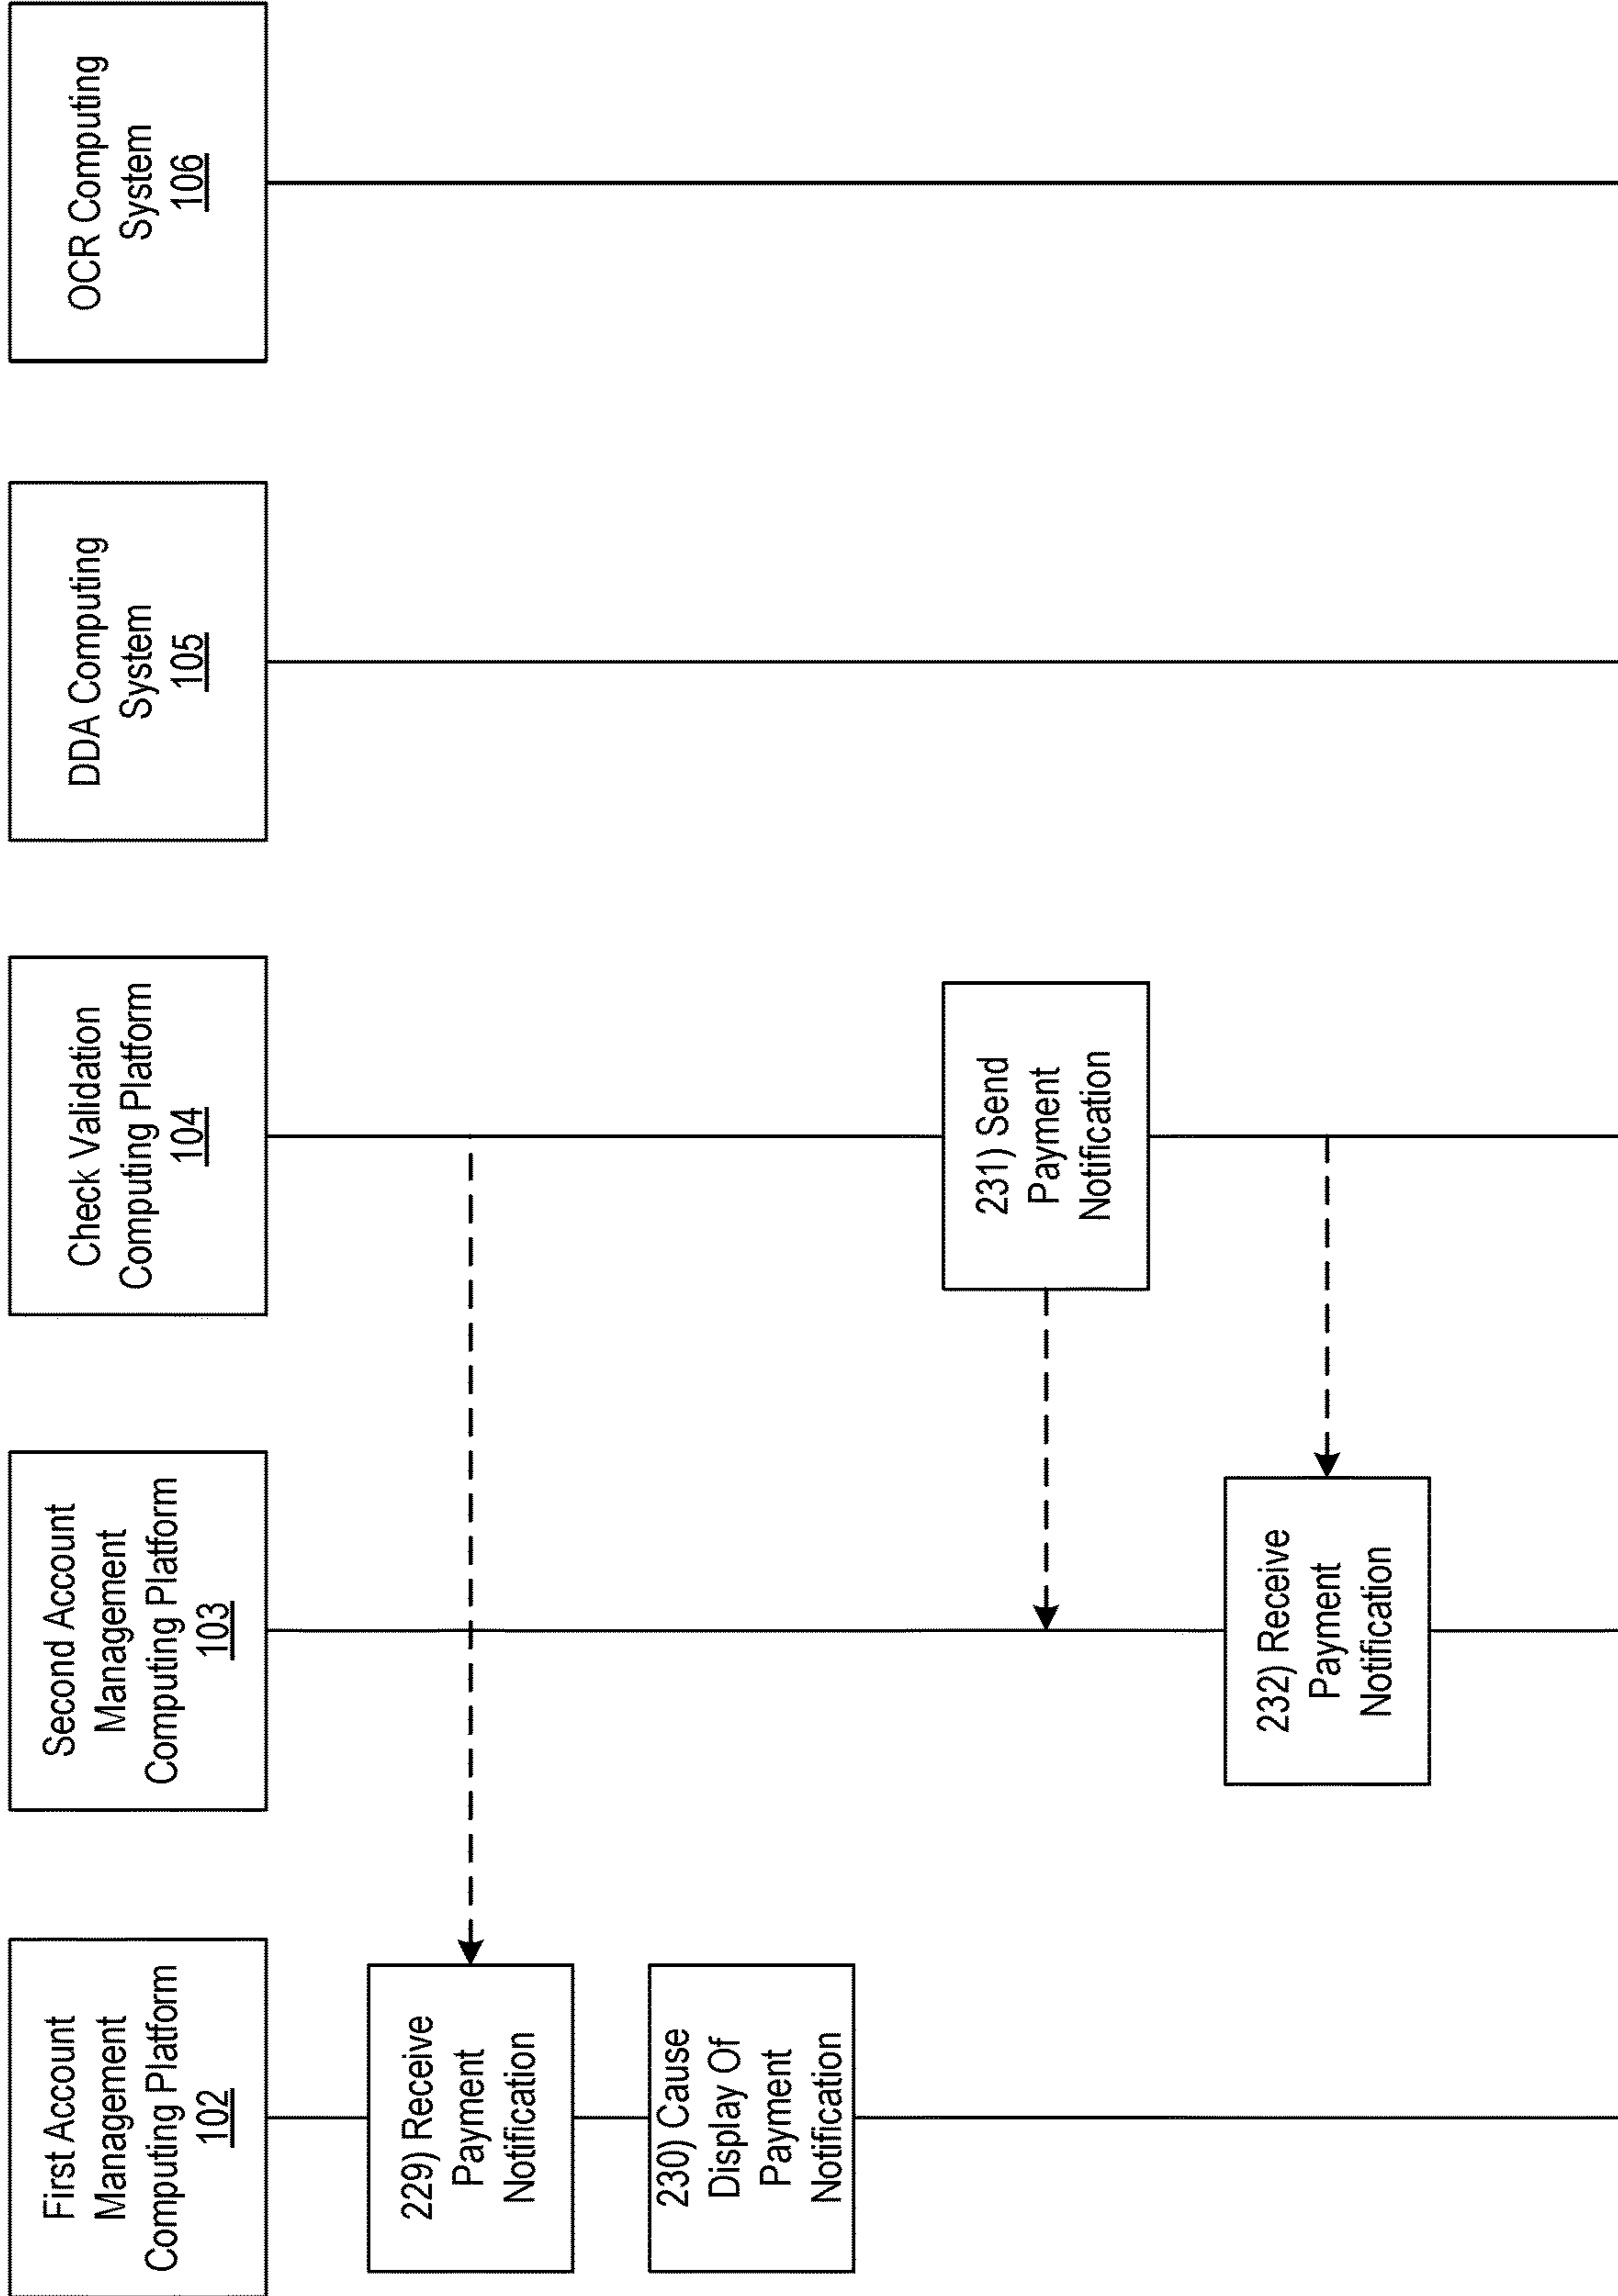 First Account
Management
Computing Platform
102
Second Account
Management
Computing Platform
103
Check Validation
Computing Platform
104
DDA Computing
System
105
OCR Computing
System
106
229) Receive
Payment
Notification
230) Cause
Display Of
Payment
Notification
231) Send
Payment
Notification
232) Receive
Payment
Notification